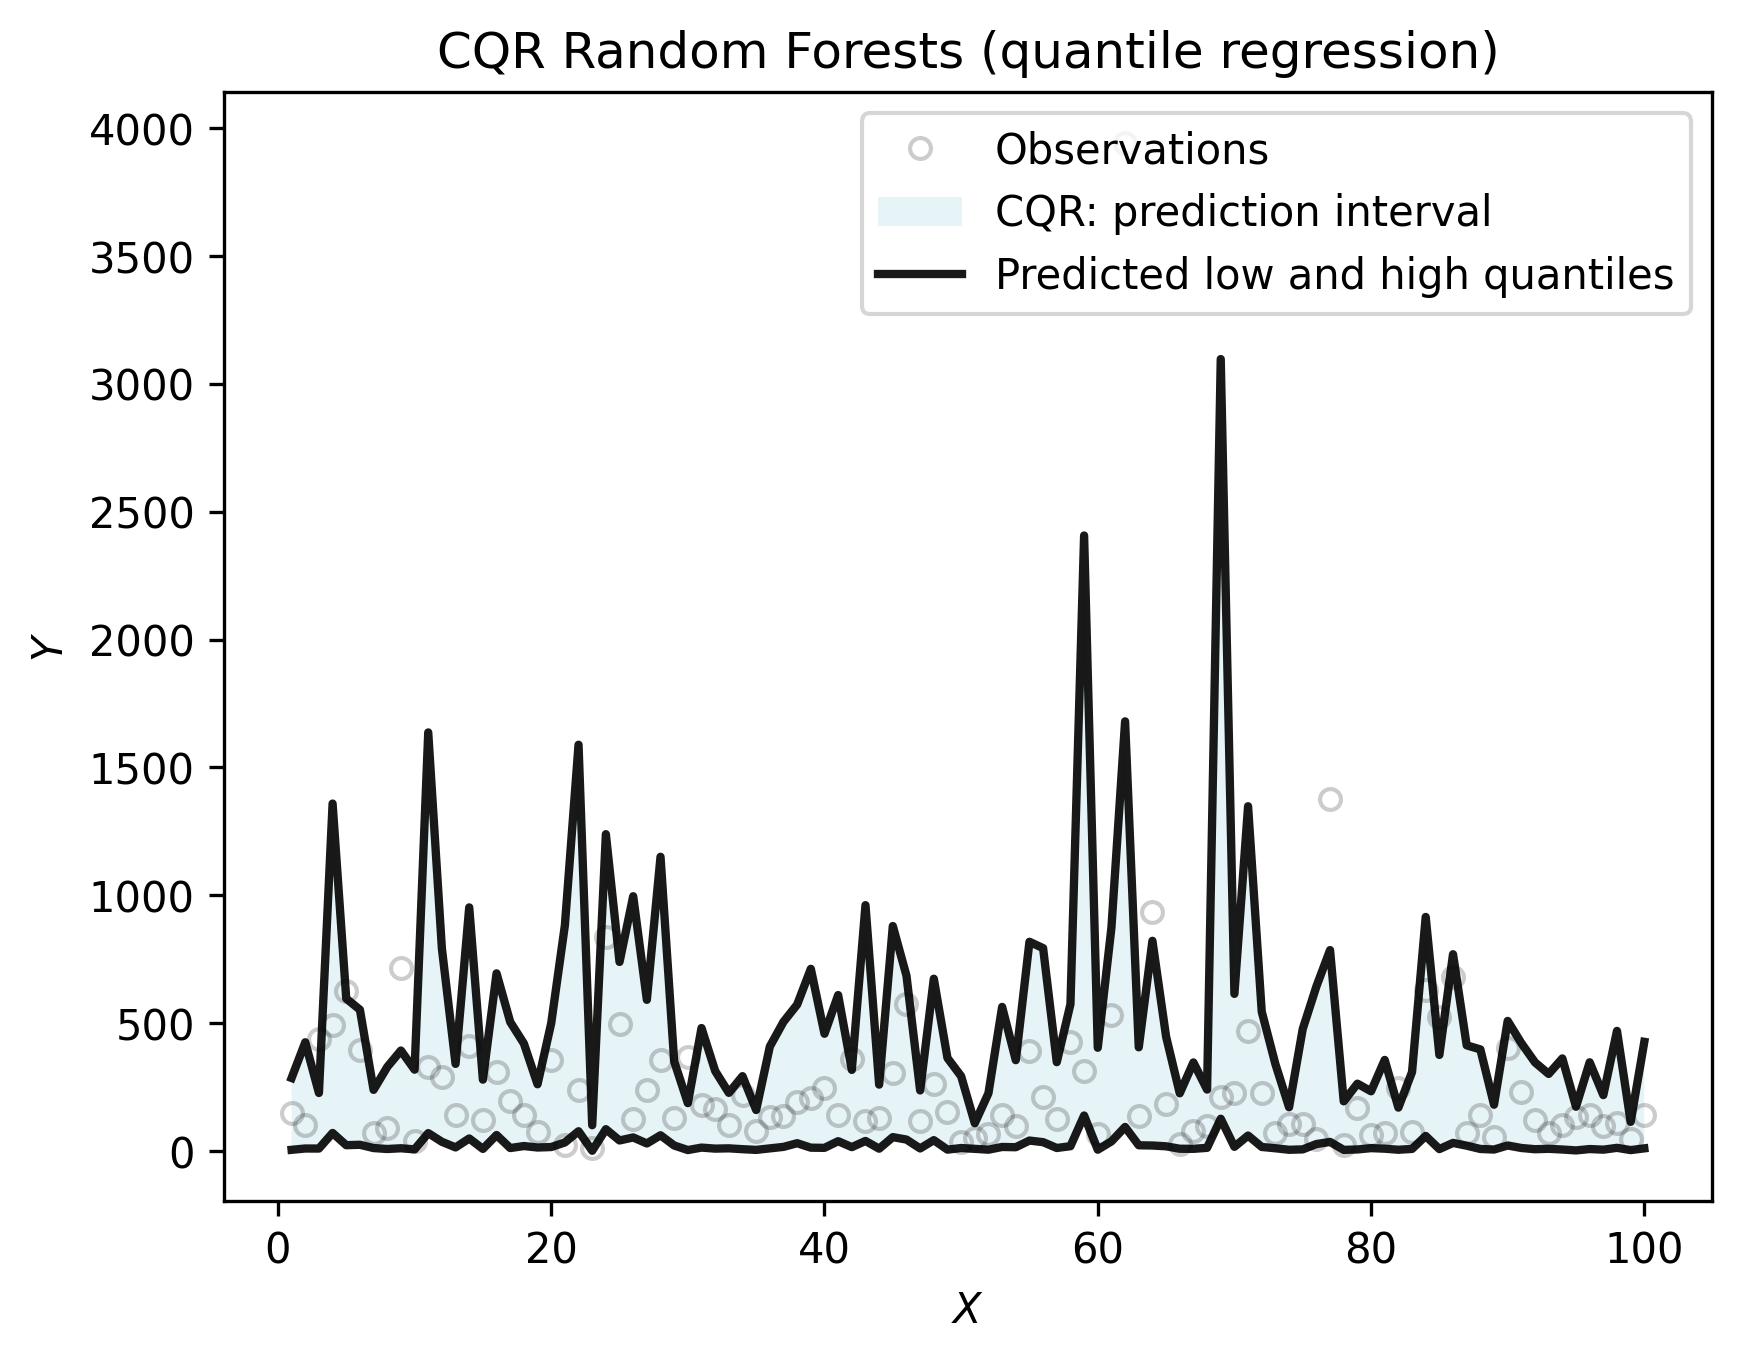 CQR Random Forests (quantile regression)
Observations
CQR: prediction interval
Predicted low and high quantiles
4000
3500
3000
2500
2000
1500
1000
500
0
Y
0 20 40 60 80 100
X